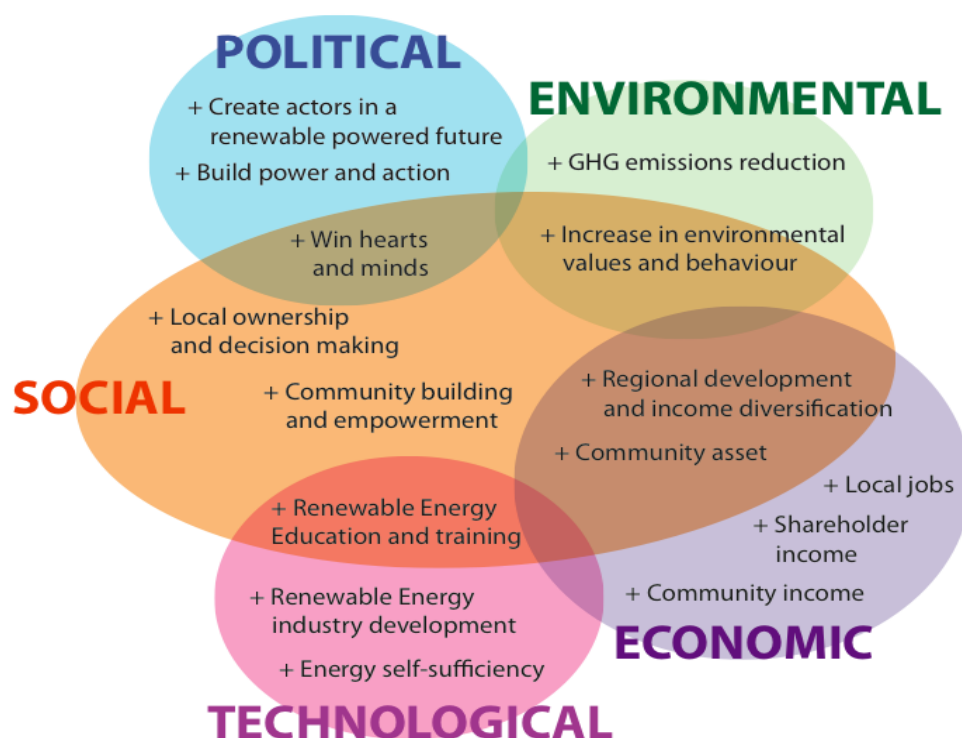 POLITICAL
+ Create actors in a
renewable powered future
+ Build power and action
+ Win hearts
and minds
ENVIRONMENTAL
+ GHG emissions reduction
+ Increase in environmental
values and behaviour
SOCIAL
+ Local ownership
and decision making
+ Community building
and empowerment
+ Regional development
and income diversification
+ Community asset
+ Local jobs
+ Shareholder
income
+ Community income
ECONOMIC
+ Renewable Energy
Education and training
+ Renewable Energy
industry development
+ Energy self-sufficiency
TECHNOLOGICAL